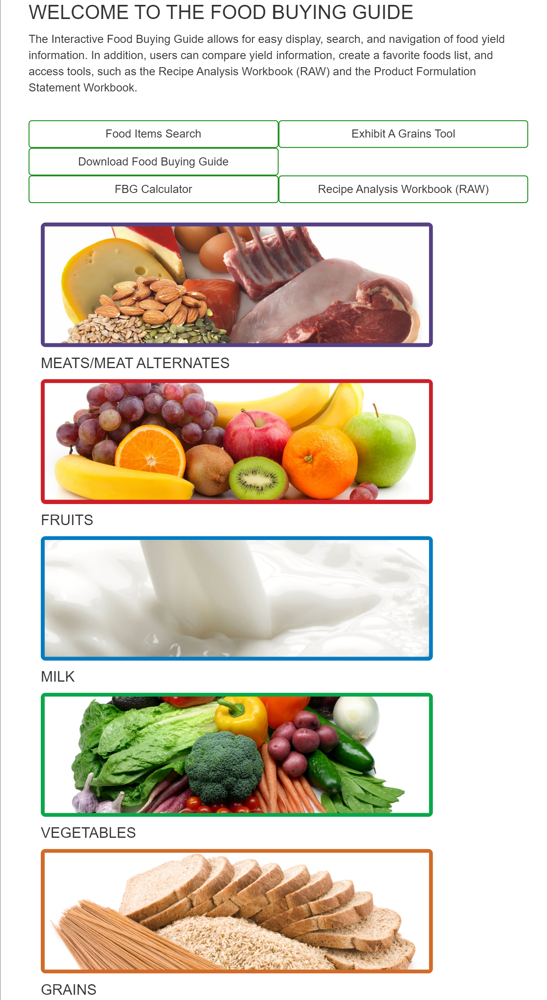 WELCOME TO THE FOOD BUYING GUIDE
The Interactive Food Buying Guide allows for easy display, search, and navigation of food yield
information. In addition, users can compare yield information, create a favorite foods list, and
access tools, such as the Recipe Analysis Workbook (RAW) and the Product Formulation
Statement Workbook.
Food Items Search
Exhibit A Grains Tool
Download Food Buying Guide
FBG Calculator
Recipe Analysis Workbook (RAW)
MEATS/MEAT ALTERNATES
FRUITS
MILK
VEGETABLES
GRAINS